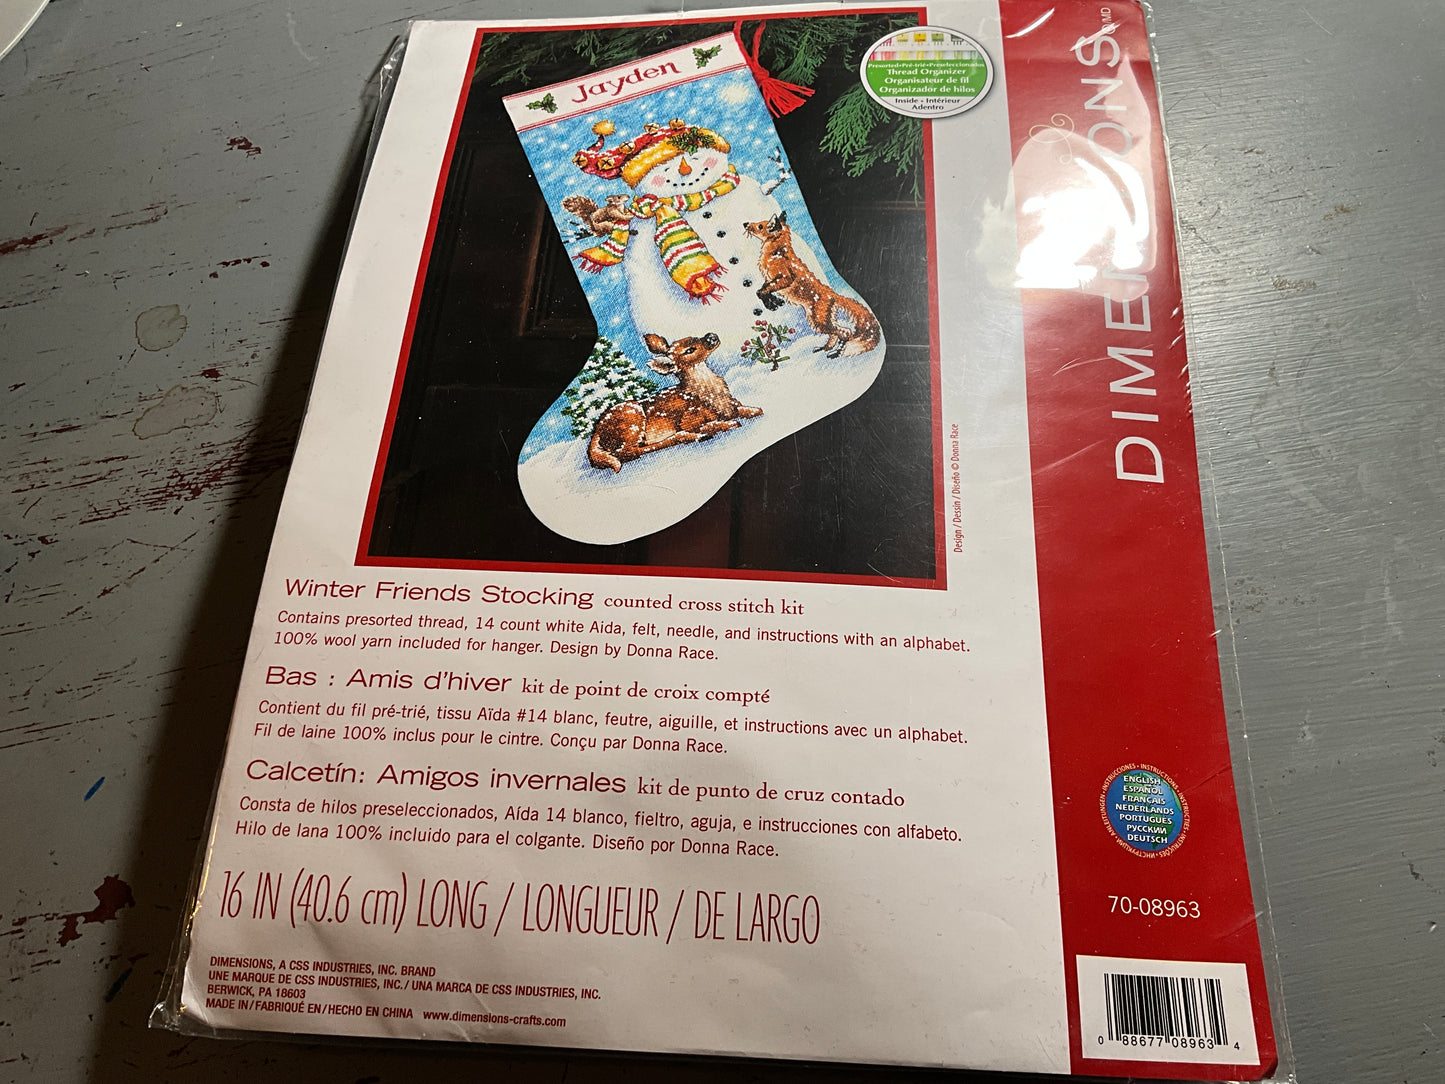 Jayden
Presorted • Pré-trié • Preseleccionados
Thread Organizer
Organisateur de fil
Organizador de hilos
Inside • Intérieur
Adentro
Design / Dessin / Diseño © Donna Race
Winter Friends Stocking counted cross stitch kit
Contains presorted thread, 14 count white Aida, felt, needle, and instructions with an alphabet.
100% wool yarn included for hanger. Design by Donna Race.
Bas : Amis d'hiver kit de point de croix compté
Contient du fil pré-trié, tissu Aïda #14 blanc, feutre, aiguille, et instructions avec un alphabet.
Fil de laine 100% inclus pour le cintre. Conçu par Donna Race.
Calcetín: Amigos invernales kit de punto de cruz contado
Consta de hilos preseleccionados, Aída 14 blanco, fieltro, aguja, e instrucciones con alfabeto.
Hilo de lana 100% incluido para el colgante. Diseño por Donna Race.
16 IN (40.6 cm) LONG / LONGUEUR / DE LARGO
DIMENSIONS, A CSS INDUSTRIES, INC. BRAND
UNE MARQUE DE CSS INDUSTRIES, INC. / UNA MARCA DE CSS INDUSTRIES, INC.
BERWICK, PA 18603
MADE IN / FABRIQUÉ EN / HECHO EN CHINA www.dimensions-crafts.com
DIMENSIONS
INSTRUCCIONES • INSTRUCTIONS • INSTRUCTIES • INSTRUÇÕES • ИНСТРУКЦИИ • ANLEITUNGEN •
ENGLISH
ESPAÑOL
FRANÇAIS
NEDERLANDS
PORTUGUÊS
РУССКИЙ
DEUTSCH
70-08963
0 88677 08963 4